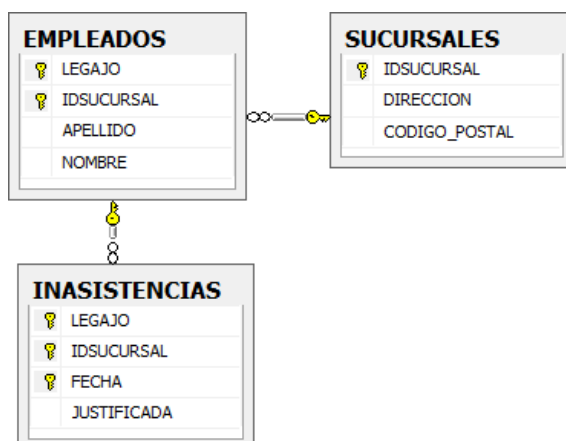 EMPLEADOS
LEGAJO
IDSUCURSAL
APELLIDO
NOMBRE
SUCURSALES
IDSUCURSAL
DIRECCION
CODIGO_POSTAL
INASISTENCIAS
LEGAJO
IDSUCURSAL
FECHA
JUSTIFICADA